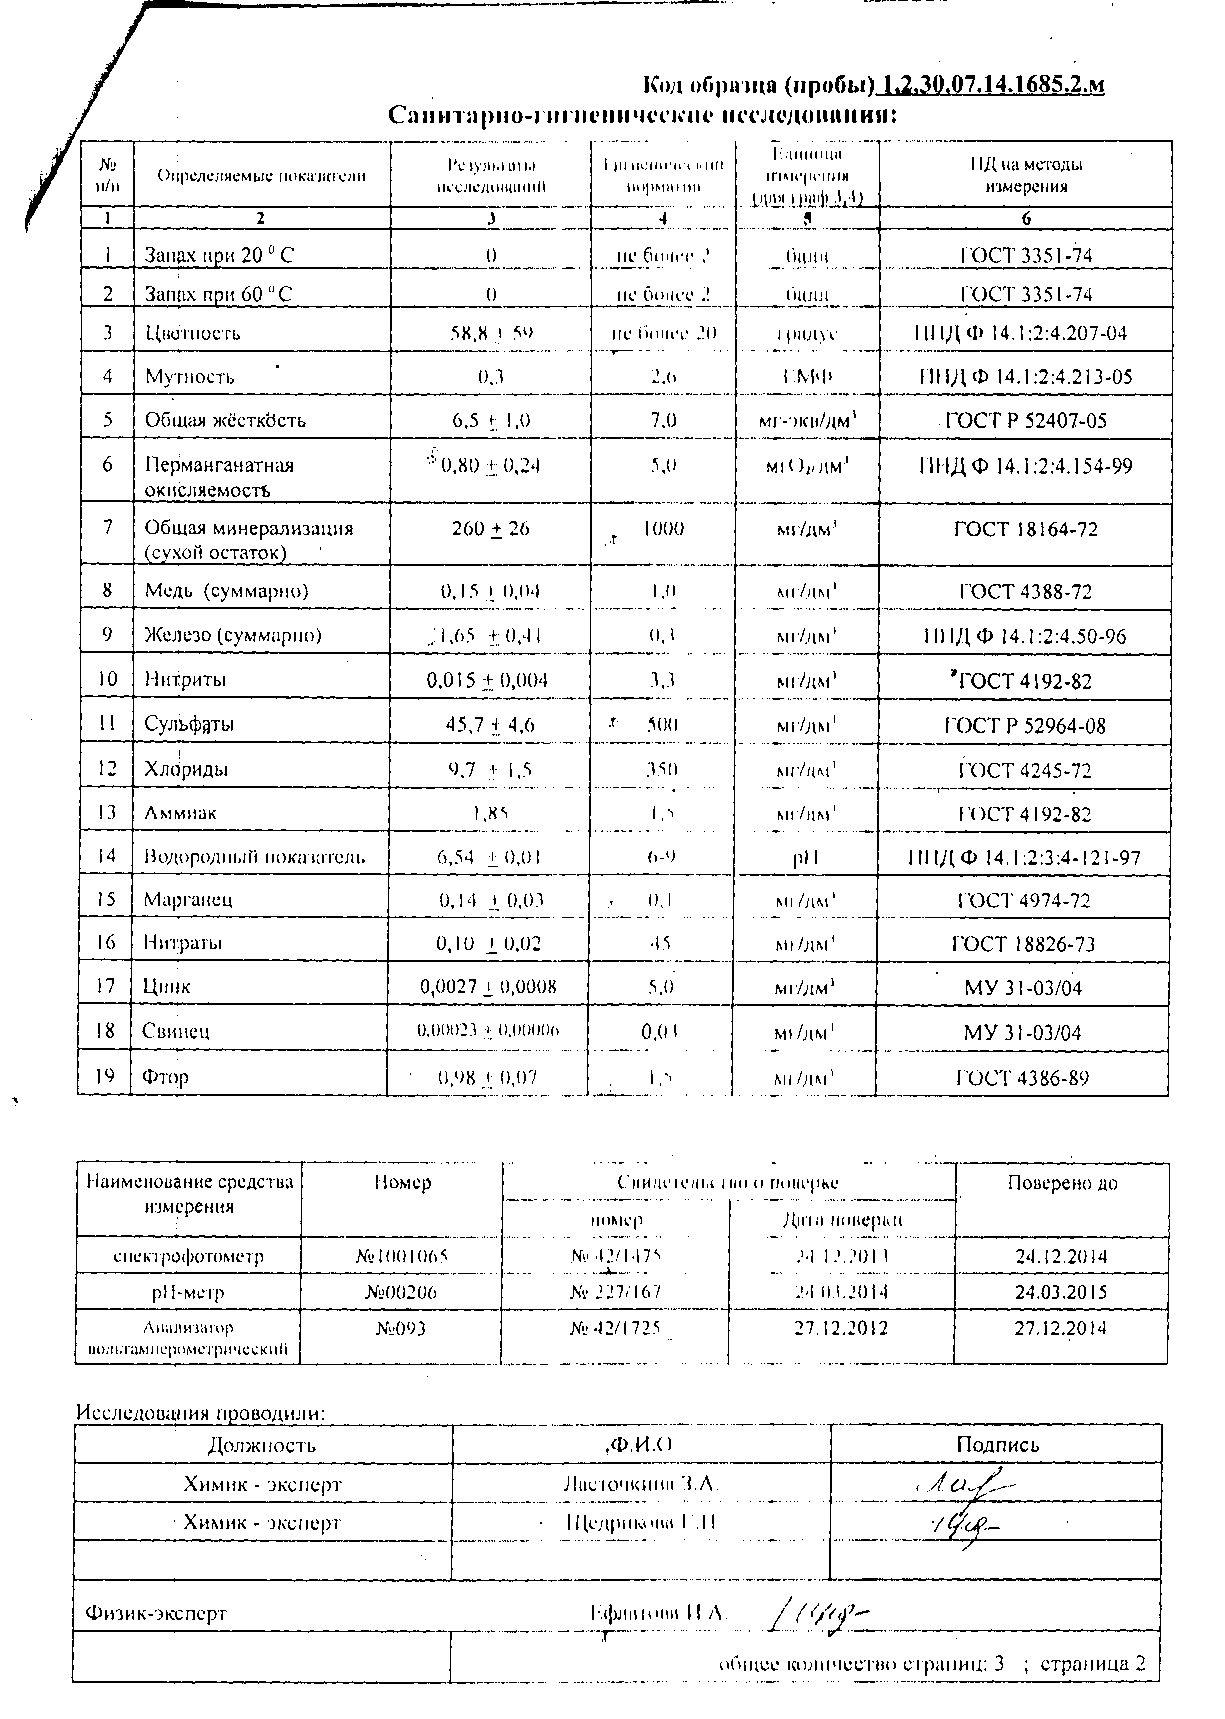 Код образца (пробы) 1.2.30.07.14.1685.2.м
Санитарно-гигиенические исследования:
№ п/п Определяемые показатели Результаты исследований Гигиенический норматив Единица измерения (для граф 3,4) НД на методы измерения
1 2 3 4 5 6
1 Запах при 20 ⁰ С 0 не более 2 балл ГОСТ 3351-74
2 Запах при 60 ⁰ С 0 не более 2 балл ГОСТ 3351-74
3 Цветность 58,8 ± 59 не более 20 градус ПНД Ф 14.1:2:4.207-04
4 Мутность 0,3 2,6 ЕМФ ПНД Ф 14.1:2:4.213-05
5 Общая жёсткость 6,5 ± 1,0 7,0 мг-экв/дм³ ГОСТ Р 52407-05
6 Перманганатная окисляемость 0,80 ± 0,24 5,0 мгО₂/дм³ ПНД Ф 14.1:2:4.154-99
7 Общая минерализация (сухой остаток) 260 ± 26 1000 мг/дм³ ГОСТ 18164-72
8 Медь (суммарно) 0,15 ± 0,04 1,0 мг/дм³ ГОСТ 4388-72
9 Железо (суммарно) 1,65 ± 0,41 0,3 мг/дм³ ПНД Ф 14.1:2:4.50-96
10 Нитриты 0,015 ± 0,004 3,3 мг/дм³ ГОСТ 4192-82
11 Сульфаты 45,7 ± 4,6 500 мг/дм³ ГОСТ Р 52964-08
12 Хлориды 9,7 ± 1,5 350 мг/дм³ ГОСТ 4245-72
13 Аммиак 1,85 1,5 мг/дм³ ГОСТ 4192-82
14 Водородный показатель 6,54 ± 0,01 6-9 pH ПНД Ф 14.1:2:3:4-121-97
15 Марганец 0,14 ± 0,03 0,1 мг/дм³ ГОСТ 4974-72
16 Нитраты 0,10 ± 0,02 45 мг/дм³ ГОСТ 18826-73
17 Цинк 0,0027 ± 0,0008 5,0 мг/дм³ МУ 31-03/04
18 Свинец 0,00023 ± 0,00006 0,03 мг/дм³ МУ 31-03/04
19 Фтор 0,98 ± 0,07 1,5 мг/дм³ ГОСТ 4386-89
Наименование средства измерения Номер Свидетельство о поверке Поверено до
номер Дата поверки
спектрофотометр №1001065 № 42/1475 24.12.2013 24.12.2014
pH-метр №00206 № 227/167 24.03.2014 24.03.2015
Анализатор вольтамперометрический №093 № 42/1725 27.12.2012 27.12.2014
Исследования проводили:
Должность Ф.И.О Подпись
Химик - эксперт Ласточкина З.А.
Химик - эксперт Щедрикова
Физик-эксперт
общее количество страниц: 3 ; страница 2